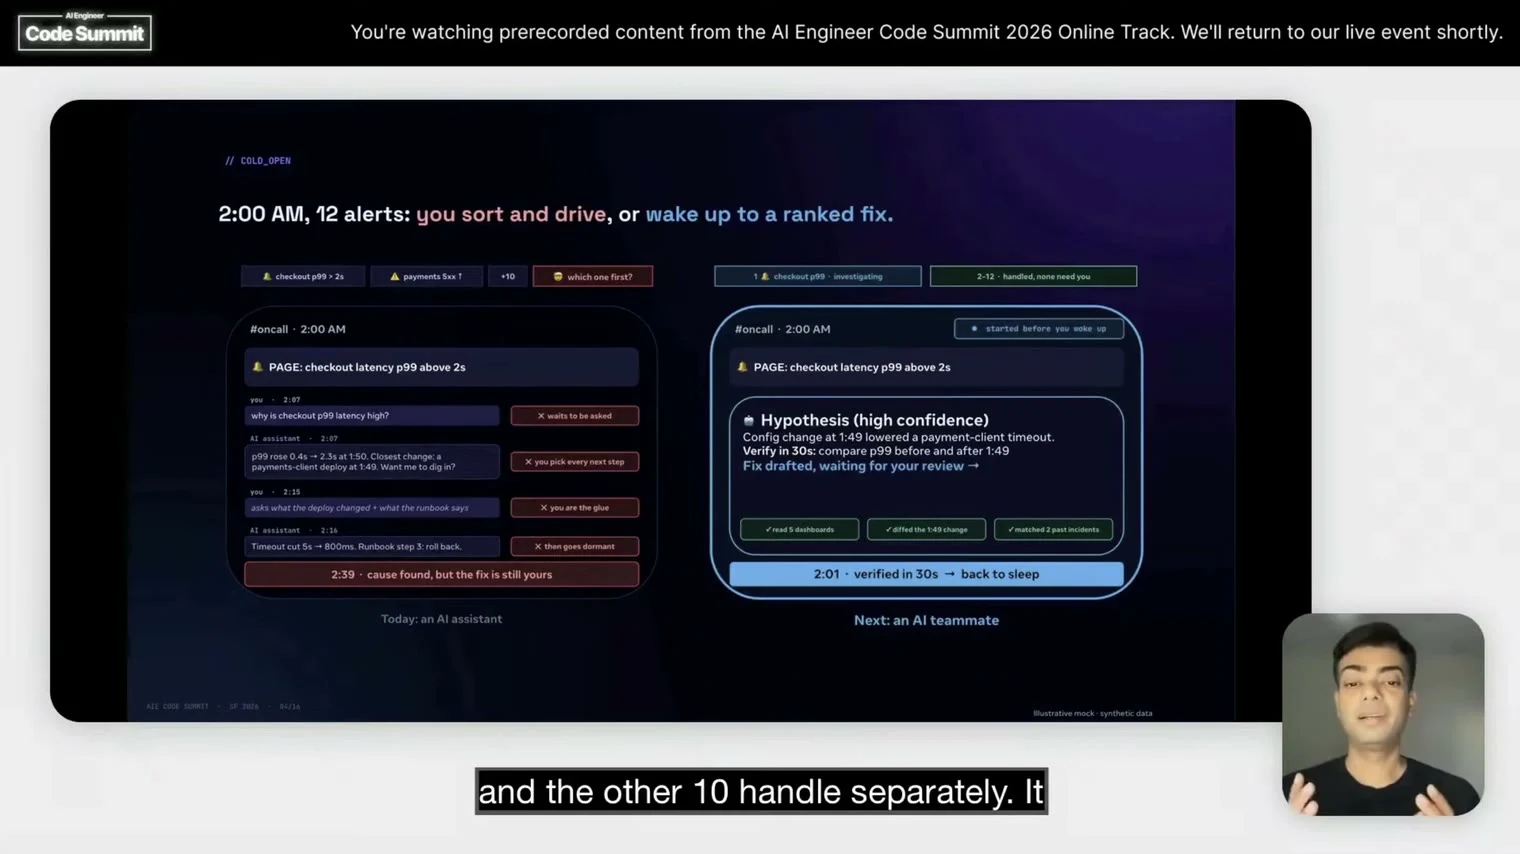 AI Engineer
Code Summit
You're watching prerecorded content from the AI Engineer Code Summit 2026 Online Track. We'll return to our live event shortly.
// COLD_OPEN
2:00 AM, 12 alerts: you sort and drive, or wake up to a ranked fix.
🔔 checkout p99 > 2s
⚠️ payments 5xx ↑
+10
🤯 which one first?
#oncall · 2:00 AM
🔔 PAGE: checkout latency p99 above 2s
you · 2:07
why is checkout p99 latency high?
✕ waits to be asked
AI assistant · 2:07
p99 rose 0.4s → 2.3s at 1:50. Closest change: a
payments-client deploy at 1:49. Want me to dig in?
✕ you pick every next step
you · 2:15
asks what the deploy changed + what the runbook says
✕ you are the glue
AI assistant · 2:16
Timeout cut 5s → 800ms. Runbook step 3: roll back.
✕ then goes dormant
2:39 · cause found, but the fix is still yours
Today: an AI assistant
1 🔔 checkout p99 · investigating
2–12 · handled, none need you
#oncall · 2:00 AM
started before you woke up
🔔 PAGE: checkout latency p99 above 2s
🤖 Hypothesis (high confidence)
Config change at 1:49 lowered a payment-client timeout.
Verify in 30s: compare p99 before and after 1:49
Fix drafted, waiting for your review →
✓ read 5 dashboards
✓ diffed the 1:49 change
✓ matched 2 past incidents
2:01 · verified in 30s → back to sleep
Next: an AI teammate
AIE CODE SUMMIT · SF 2026 · 04/16
Illustrative mock · synthetic data
and the other 10 handle separately. It